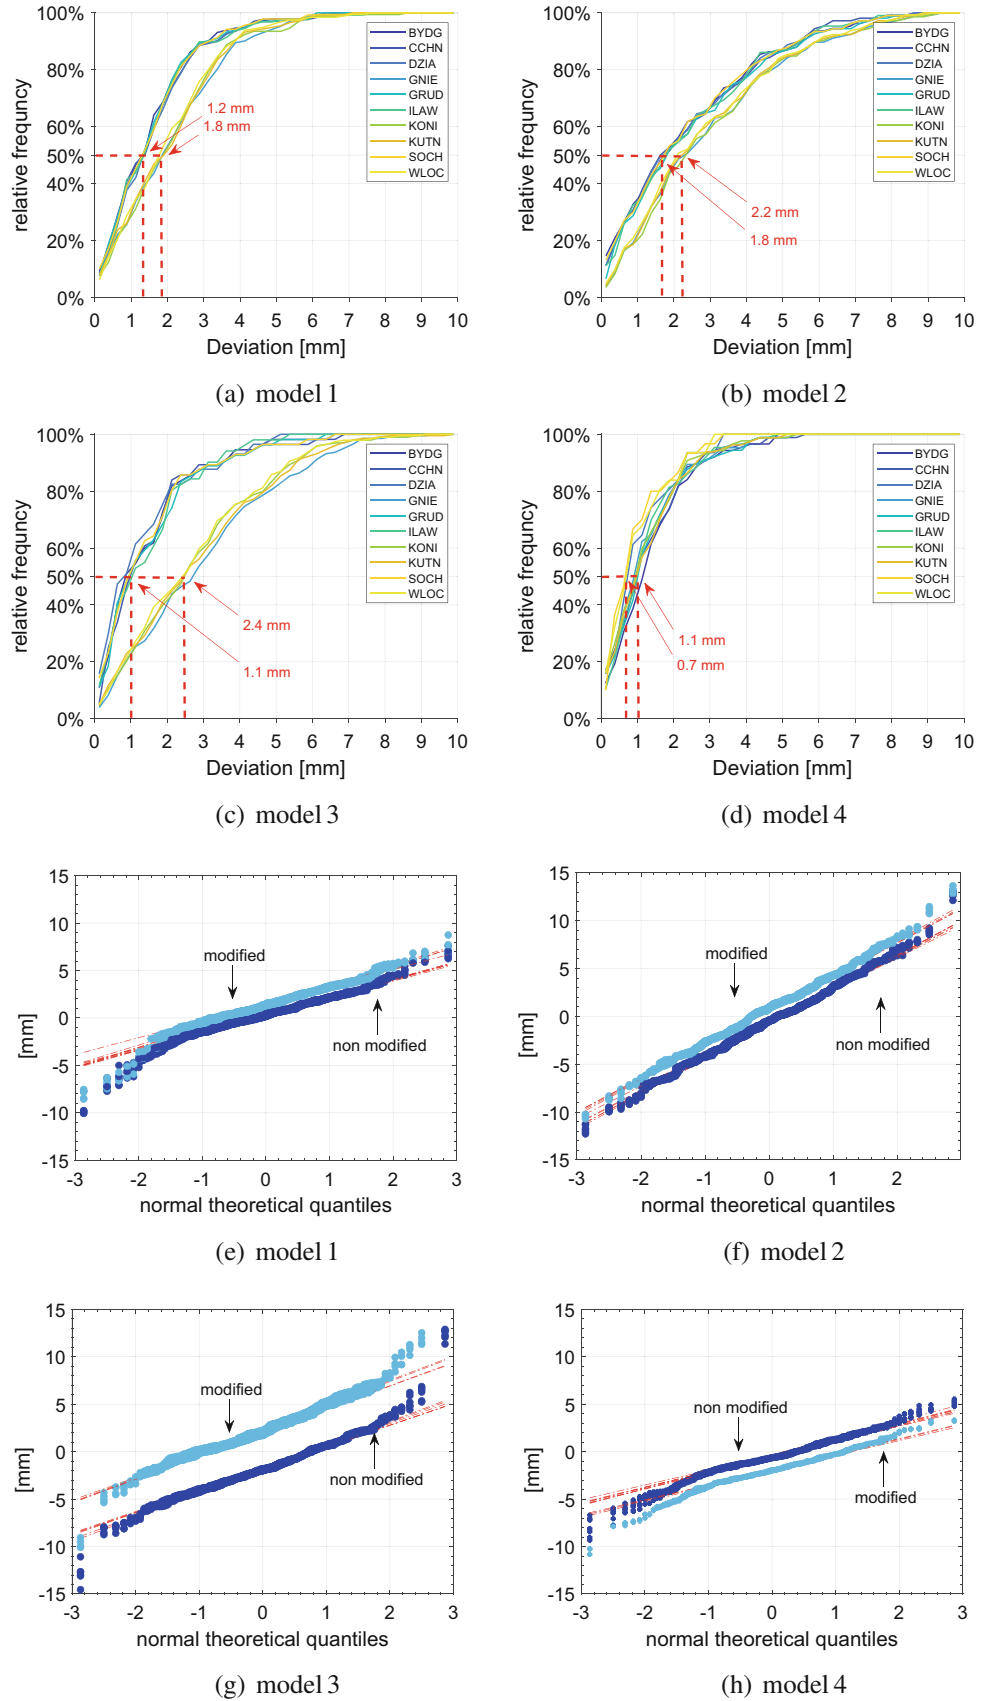 100%
80%
60%
50%
40%
20%
0%
relative frequncy
BYDG
CCHN
DZIA
GNIE
GRUD
ILAW
KONI
KUTN
SOCH
WLOC
1.2 mm
1.8 mm
0 1 2 3 4 5 6 7 8 9 10
Deviation [mm]
(a) model 1
100%
80%
60%
50%
40%
20%
0%
relative frequncy
BYDG
CCHN
DZIA
GNIE
GRUD
ILAW
KONI
KUTN
SOCH
WLOC
2.2 mm
1.8 mm
0 1 2 3 4 5 6 7 8 9 10
Deviation [mm]
(b) model 2
100%
80%
60%
50%
40%
20%
0%
relative frequncy
BYDG
CCHN
DZIA
GNIE
GRUD
ILAW
KONI
KUTN
SOCH
WLOC
2.4 mm
1.1 mm
0 1 2 3 4 5 6 7 8 9 10
Deviation [mm]
(c) model 3
100%
80%
60%
50%
40%
20%
0%
relative frequncy
BYDG
CCHN
DZIA
GNIE
GRUD
ILAW
KONI
KUTN
SOCH
WLOC
1.1 mm
0.7 mm
0 1 2 3 4 5 6 7 8 9 10
Deviation [mm]
(d) model 4
15
10
5
0
-5
-10
-15
[mm]
modified
non modified
-3 -2 -1 0 1 2 3
normal theoretical quantiles
(e) model 1
15
10
5
0
-5
-10
-15
[mm]
modified
non modified
-3 -2 -1 0 1 2
normal theoretical quantiles
(f) model 2
15
10
5
0
-5
-10
-15
[mm]
modified
non modified
-3 -2 -1 0 1 2 3
normal theoretical quantiles
(g) model 3
15
10
5
0
-5
-10
-15
[mm]
non modified
modified
-3 -2 -1 0 1 2 3
normal theoretical quantiles
(h) model 4